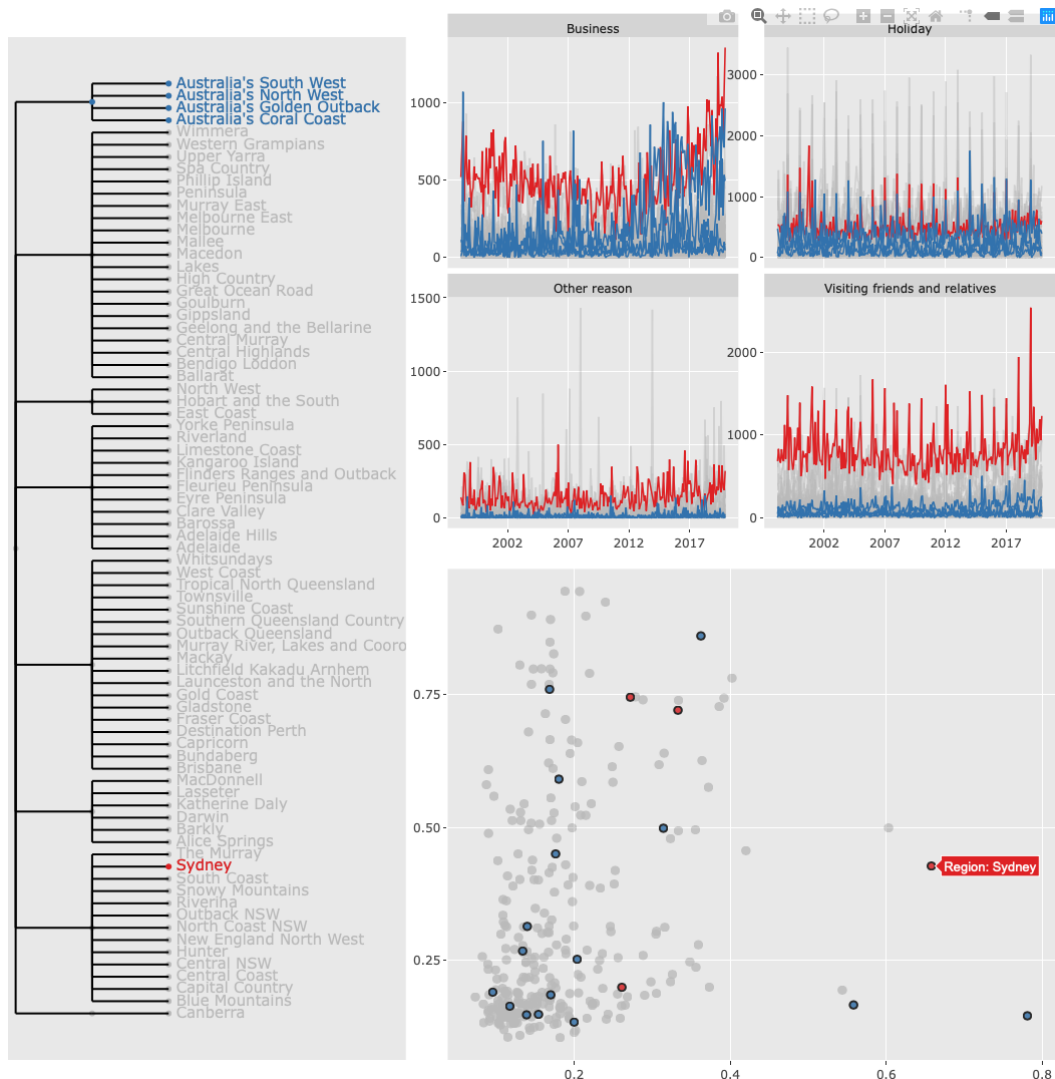 Australia's South West
Australia's North West
Australia's Golden Outback
Australia's Coral Coast
Wimmera
Western Grampians
Upper Yarra
Spa Country
Phillip Island
Peninsula
Murray East
Melbourne East
Melbourne
Mallee
Macedon
Lakes
High Country
Great Ocean Road
Goulburn
Gippsland
Geelong and the Bellarine
Central Murray
Central Highlands
Bendigo Loddon
Ballarat
North West
Hobart and the South
East Coast
Yorke Peninsula
Riverland
Limestone Coast
Kangaroo Island
Flinders Ranges and Outback
Fleurieu Peninsula
Eyre Peninsula
Clare Valley
Barossa
Adelaide Hills
Adelaide
Whitsundays
West Coast
Tropical North Queensland
Townsville
Sunshine Coast
Southern Queensland Country
Outback Queensland
Murray River, Lakes and Cooro
Mackay
Litchfield Kakadu Arnhem
Launceston and the North
Gold Coast
Gladstone
Fraser Coast
Destination Perth
Capricorn
Bundaberg
Brisbane
MacDonnell
Lasseter
Katherine Daly
Darwin
Barkly
Alice Springs
The Murray
Sydney
South Coast
Snowy Mountains
Riverina
Outback NSW
North Coast NSW
New England North West
Hunter
Central NSW
Central Coast
Capital Country
Blue Mountains
Canberra
Business
1000
500
0
Holiday
3000
2000
1000
0
Other reason
1500
1000
500
0
2002 2007 2012 2017
Visiting friends and relatives
2000
1000
0
2002 2007 2012 2017
0.75
0.50
0.25
Region: Sydney
0.2 0.4 0.6 0.8